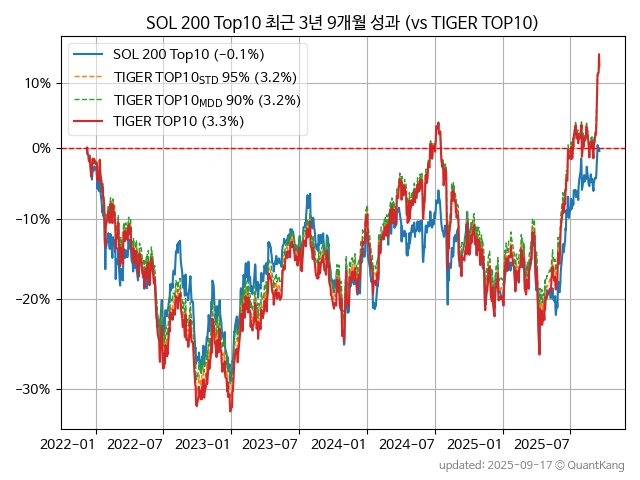 SOL 200 Top10 최근 3년 9개월 성과 (vs TIGER TOP10)
SOL 200 Top10 (−0.1%)
TIGER TOP10STD 95% (3.2%)
TIGER TOP10MDD 90% (3.2%)
TIGER TOP10 (3.3%)
10%
0%
−10%
−20%
−30%
2022−01 2022−07 2023−01 2023−07 2024−01 2024−07 2025−01 2025−07
updated: 2025-09-17 © QuantKang